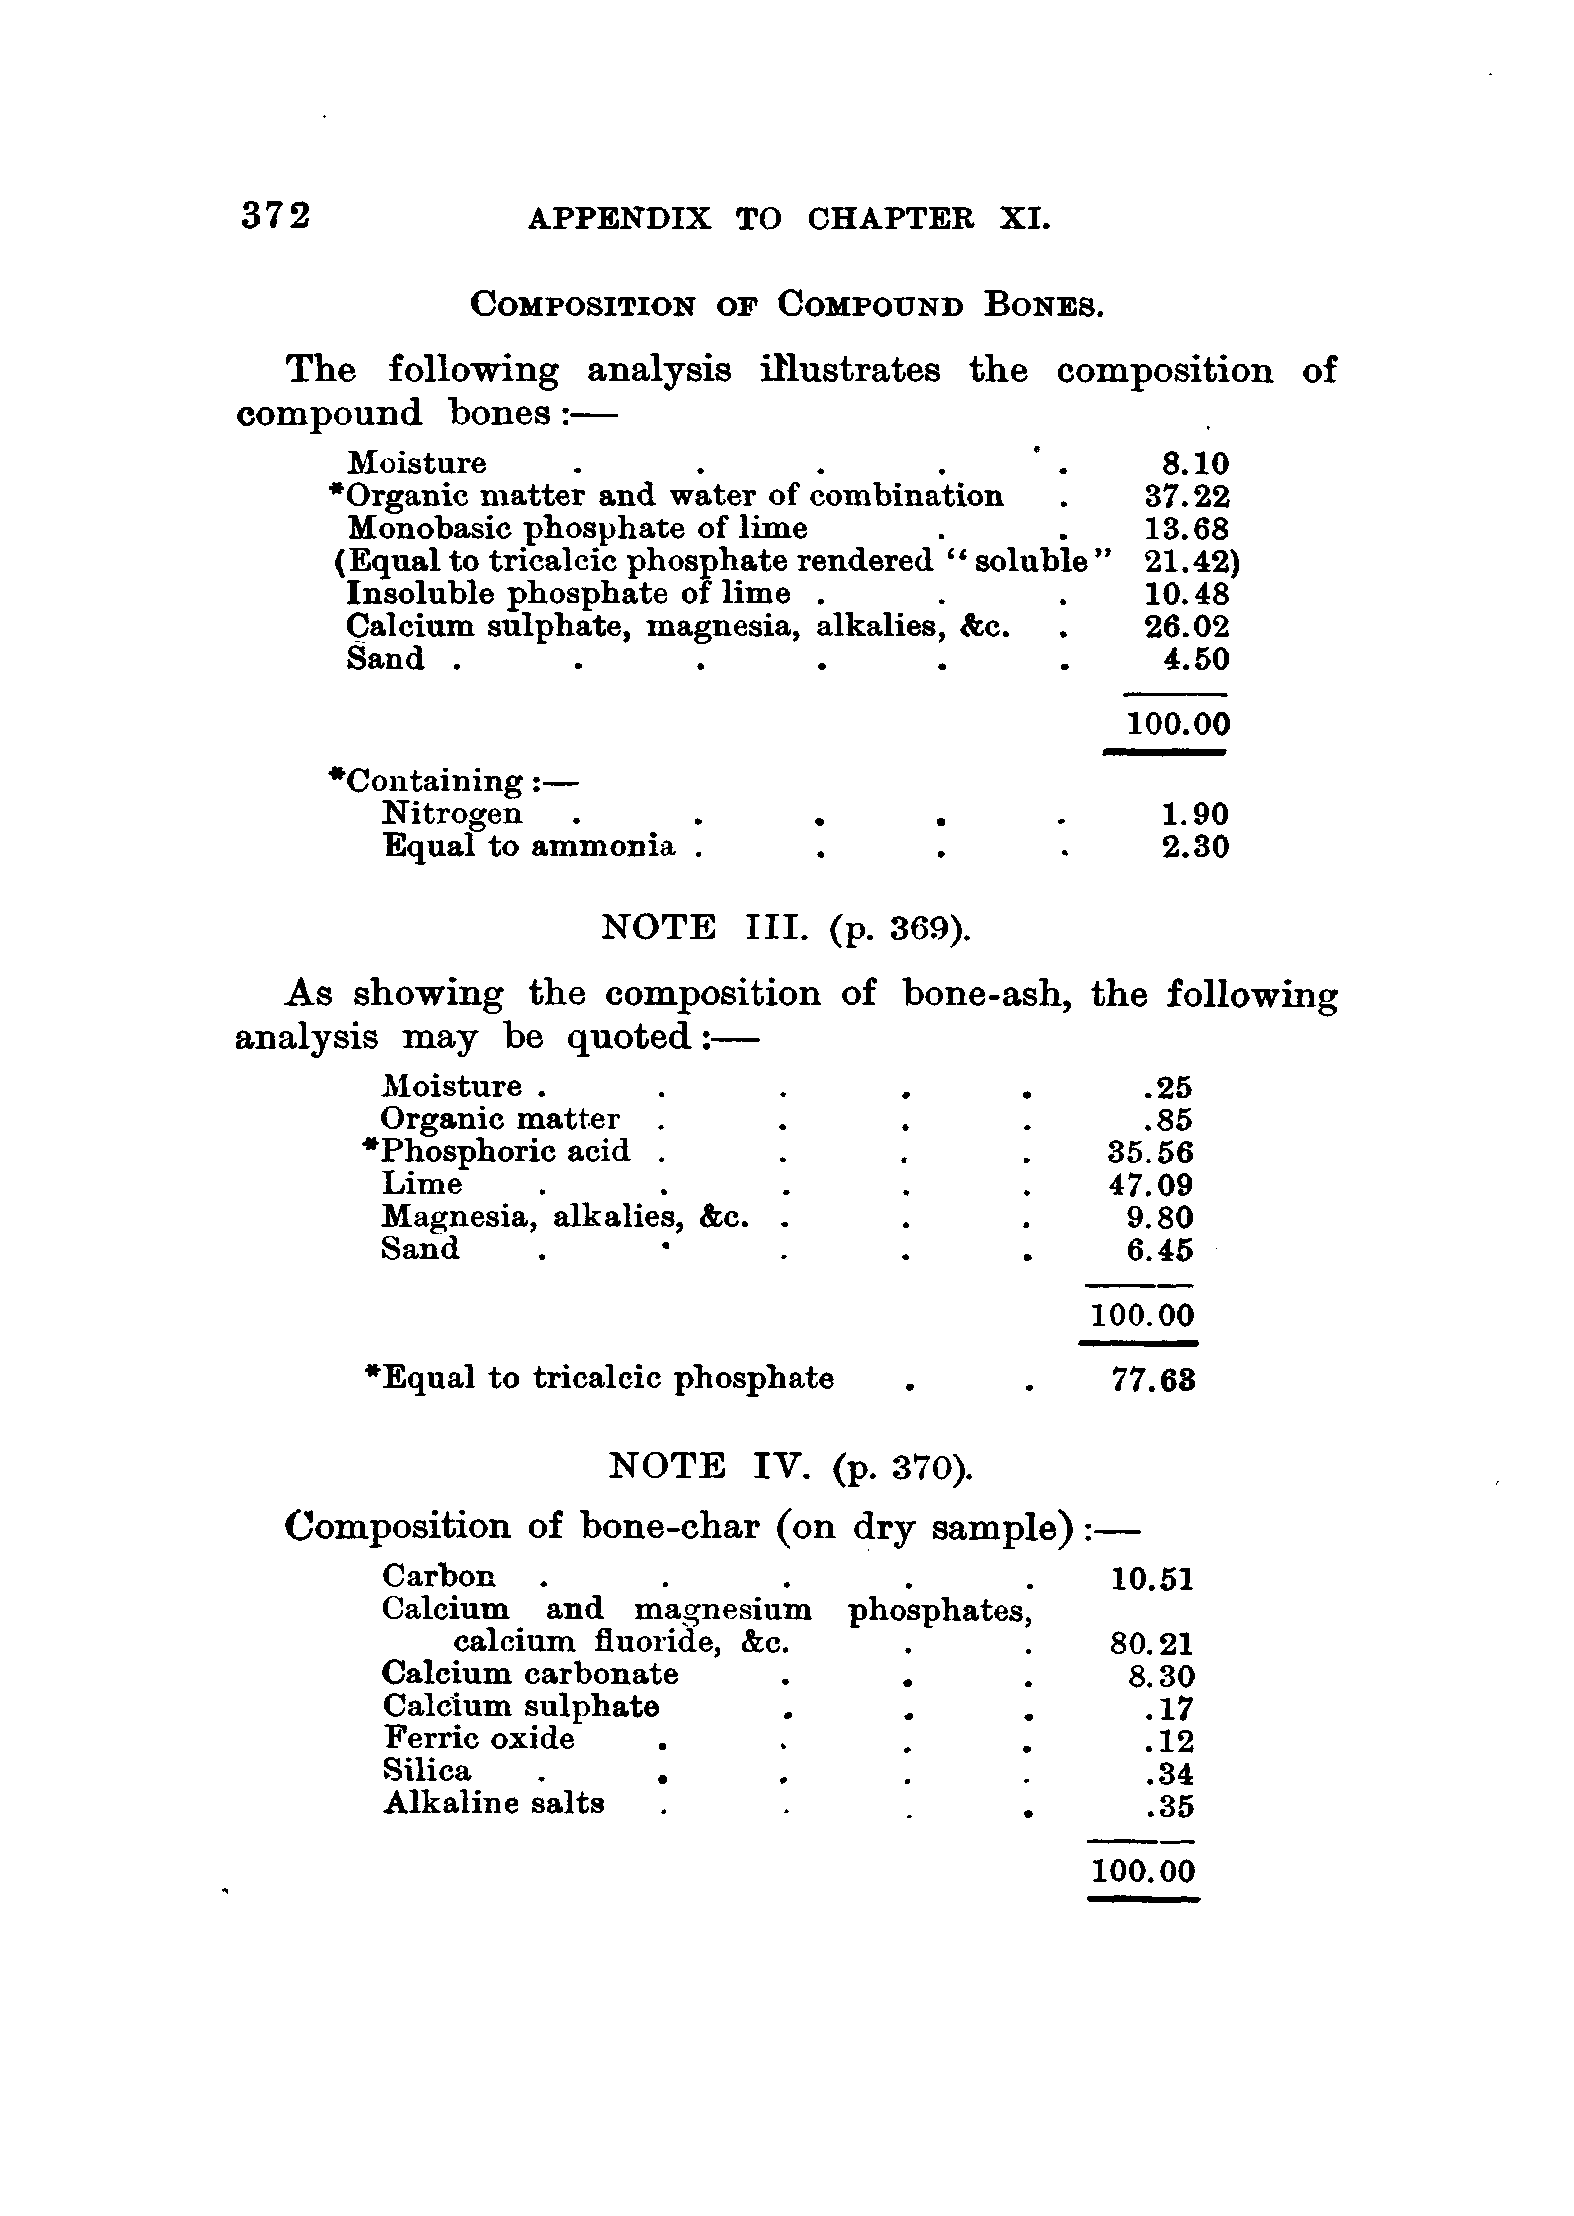 372 APPENDIX TO CHAPTER XI.
COMPOSITION OF COMPOUND BONES.
The following analysis illustrates the composition of
compound bones :—
Moisture . . . . . 8.10
*Organic matter and water of combination . 37.22
Monobasic phosphate of lime . . 13.68
(Equal to tricalcic phosphate rendered “soluble” 21.42)
Insoluble phosphate of lime . . . 10.48
Calcium sulphate, magnesia, alkalies, &c. . 26.02
Sand . . . . . . 4.50
100.00
*Containing :—
Nitrogen . . . . . 1.90
Equal to ammonia . . . . 2.30
NOTE III. (p. 369).
As showing the composition of bone-ash, the following
analysis may be quoted :—
Moisture . . . . . .25
Organic matter . . . . .85
*Phosphoric acid . . . . 35.56
Lime . . . . . 47.09
Magnesia, alkalies, &c. . . . 9.80
Sand . . . . . 6.45
100.00
*Equal to tricalcic phosphate . . 77.63
NOTE IV. (p. 370).
Composition of bone-char (on dry sample) :—
Carbon . . . . . 10.51
Calcium and magnesium phosphates,
calcium fluoride, &c. . . 80.21
Calcium carbonate . . . 8.30
Calcium sulphate . . . .17
Ferric oxide . . . . .12
Silica . . . . . .34
Alkaline salts . . . . .35
100.00